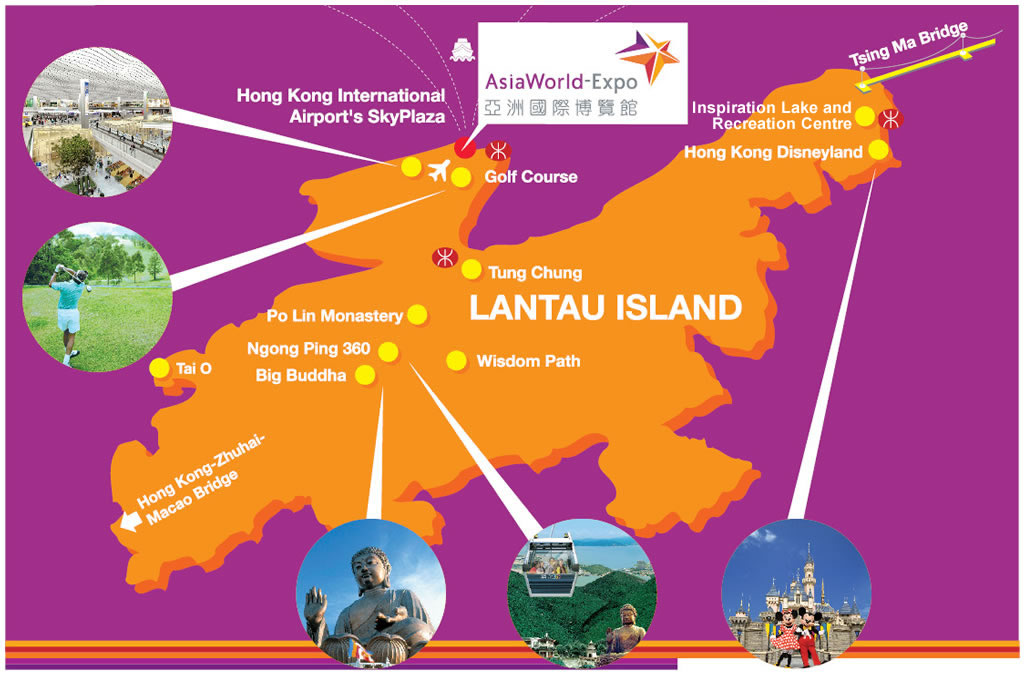 AsiaWorld-Expo
亞洲國際博覽館
Tsing Ma Bridge
Hong Kong International
Airport's SkyPlaza
Inspiration Lake and
Recreation Centre
Hong Kong Disneyland
Golf Course
Tung Chung
LANTAU ISLAND
Po Lin Monastery
Ngong Ping 360
Wisdom Path
Big Buddha
Tai O
Hong Kong-Zhuhai-
Macao Bridge